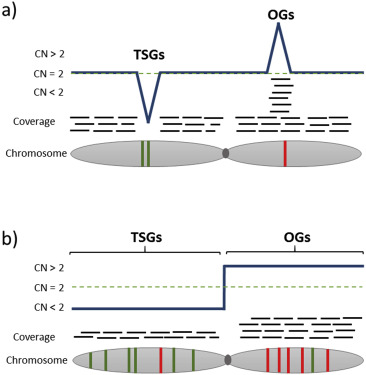 a)
OGs
TSGs
CN > 2
CN = 2
CN < 2
Coverage
Chromosome
b)
TSGs OGs
CN > 2
CN = 2
CN < 2
Coverage
Chromosome